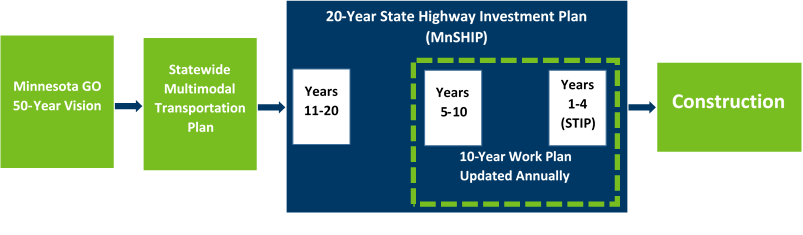 Minnesota GO
50-Year Vision
Statewide
Multimodal
Transportation
Plan
20-Year State Highway Investment Plan
(MnSHIP)
Years
11-20
Years
5-10
Years
1-4
(STIP)
10-Year Work Plan
Updated Annually
Construction